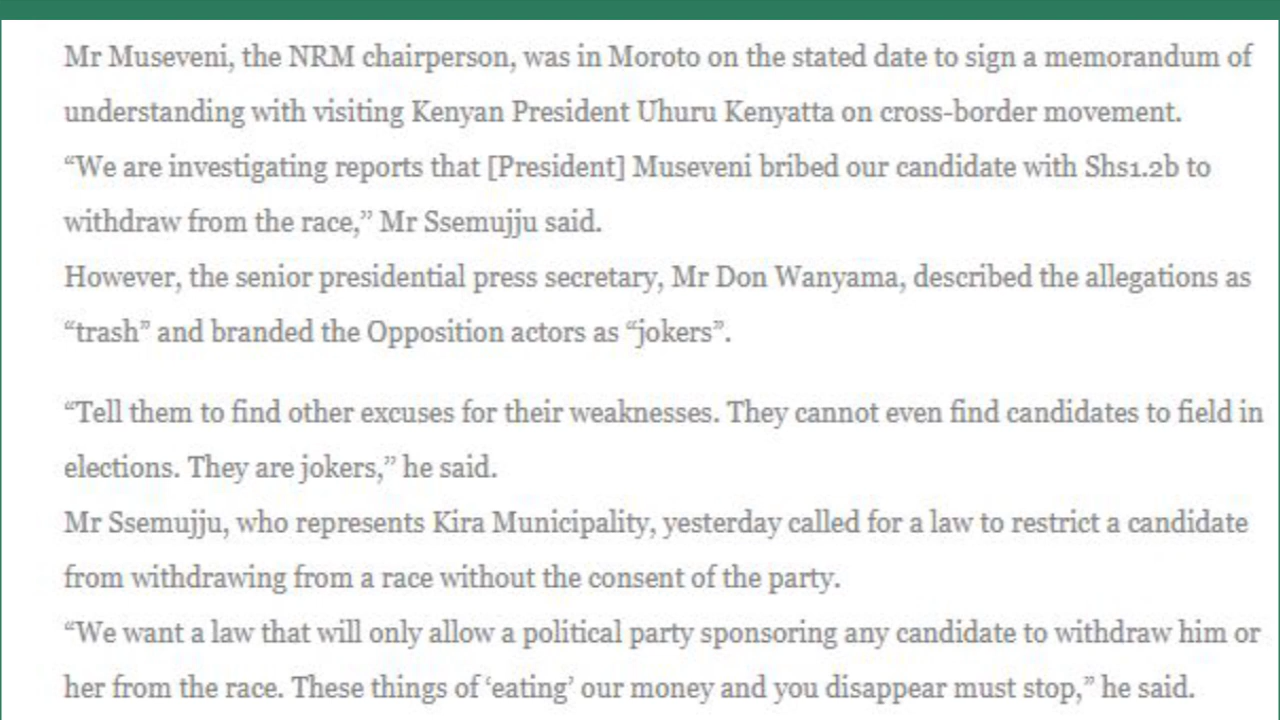 Mr Museveni, the NRM chairperson, was in Moroto on the stated date to sign a memorandum of
understanding with visiting Kenyan President Uhuru Kenyatta on cross-border movement.
“We are investigating reports that [President] Museveni bribed our candidate with Shs1.2b to
withdraw from the race,” Mr Ssemujju said.
However, the senior presidential press secretary, Mr Don Wanyama, described the allegations as
“trash” and branded the Opposition actors as “jokers”.
“Tell them to find other excuses for their weaknesses. They cannot even find candidates to field in
elections. They are jokers,” he said.
Mr Ssemujju, who represents Kira Municipality, yesterday called for a law to restrict a candidate
from withdrawing from a race without the consent of the party.
“We want a law that will only allow a political party sponsoring any candidate to withdraw him or
her from the race. These things of ‘eating’ our money and you disappear must stop,” he said.